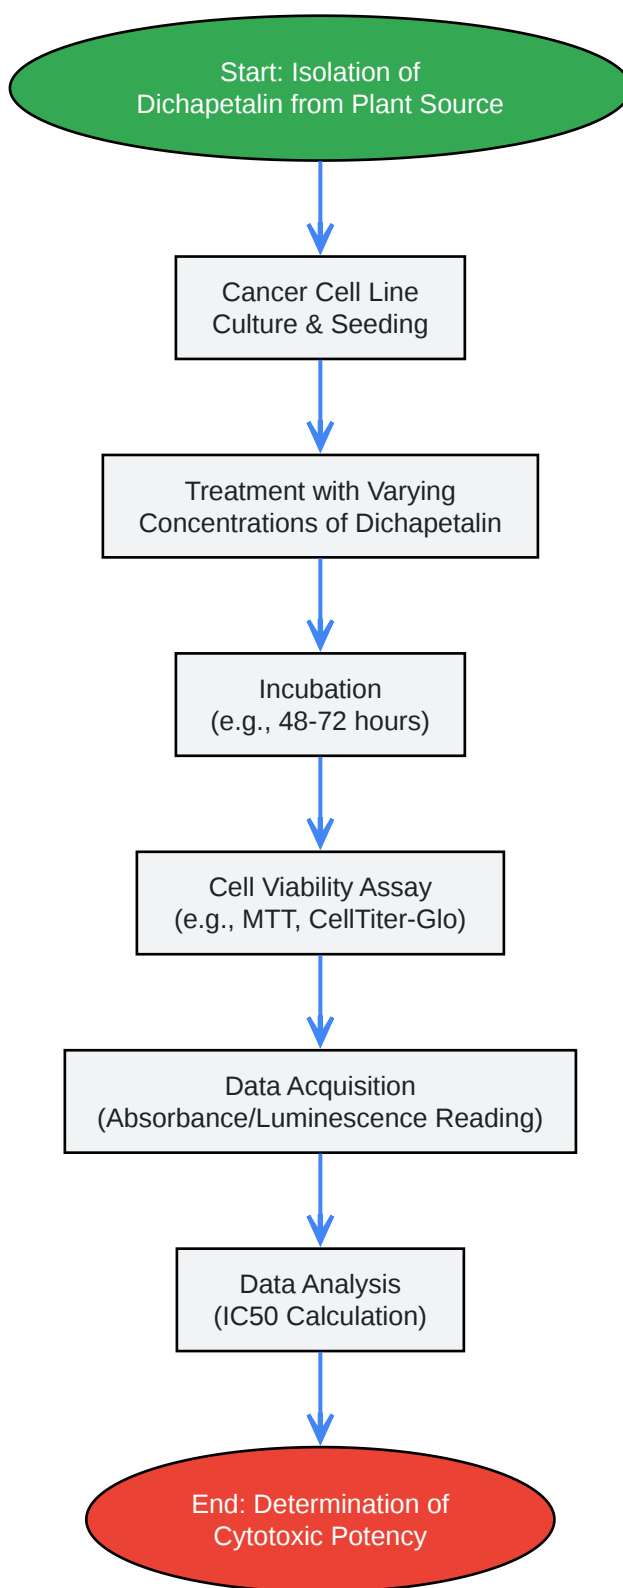 Start: Isolation of
Dichapetalin from Plant Source
Cancer Cell Line
Culture & Seeding
Treatment with Varying
Concentrations of Dichapetalin
Incubation
(e.g., 48-72 hours)
Cell Viability Assay
(e.g., MTT, CellTiter-Glo)
Data Acquisition
(Absorbance/Luminescence Reading)
Data Analysis
(IC50 Calculation)
End: Determination of
Cytotoxic Potency